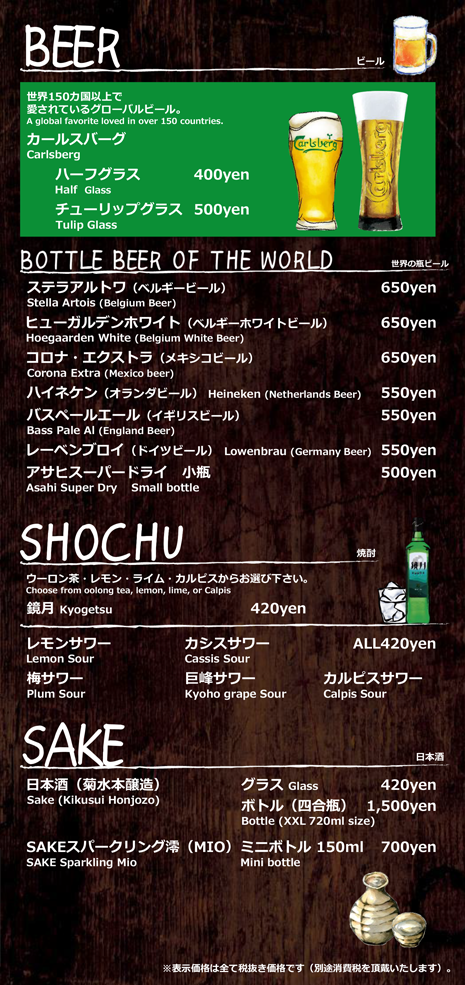 BEER
ビール
世界150カ国以上で
愛されているグローバルビール。
A global favorite loved in over 150 countries.
カールスバーグ
Carlsberg
ハーフグラス 400yen
Half Glass
チューリップグラス 500yen
Tulip Glass
Carlsberg
Carlsberg
BOTTLE BEER OF THE WORLD
世界の瓶ビール
ステラアルトワ（ベルギービール） 650yen
Stella Artois (Belgium Beer)
ヒューガルデンホワイト（ベルギーホワイトビール） 650yen
Hoegaarden White (Belgium White Beer)
コロナ・エクストラ（メキシコビール） 650yen
Corona Extra (Mexico beer)
ハイネケン（オランダビール） Heineken (Netherlands Beer) 550yen
バスペールエール（イギリスビール） 550yen
Bass Pale Al (England Beer)
レーベンブロイ（ドイツビール） Lowenbrau (Germany Beer) 550yen
アサヒスーパードライ 小瓶 500yen
Asahi Super Dry Small bottle
SHOCHU
焼酎
ウーロン茶・レモン・ライム・カルピスからお選び下さい。
Choose from oolong tea, lemon, lime, or Calpis
鏡月 Kyogetsu 420yen
鏡月
レモンサワー カシスサワー ALL420yen
Lemon Sour Cassis Sour
梅サワー 巨峰サワー カルピスサワー
Plum Sour Kyoho grape Sour Calpis Sour
SAKE
日本酒
日本酒（菊水本醸造） グラス Glass 420yen
Sake (Kikusui Honjozo) ボトル（四合瓶） 1,500yen
Bottle (XXL 720ml size)
SAKEスパークリング澪（MIO） ミニボトル 150ml 700yen
SAKE Sparkling Mio Mini bottle
※表示価格は全て税抜き価格です（別途消費税を頂戴いたします）。